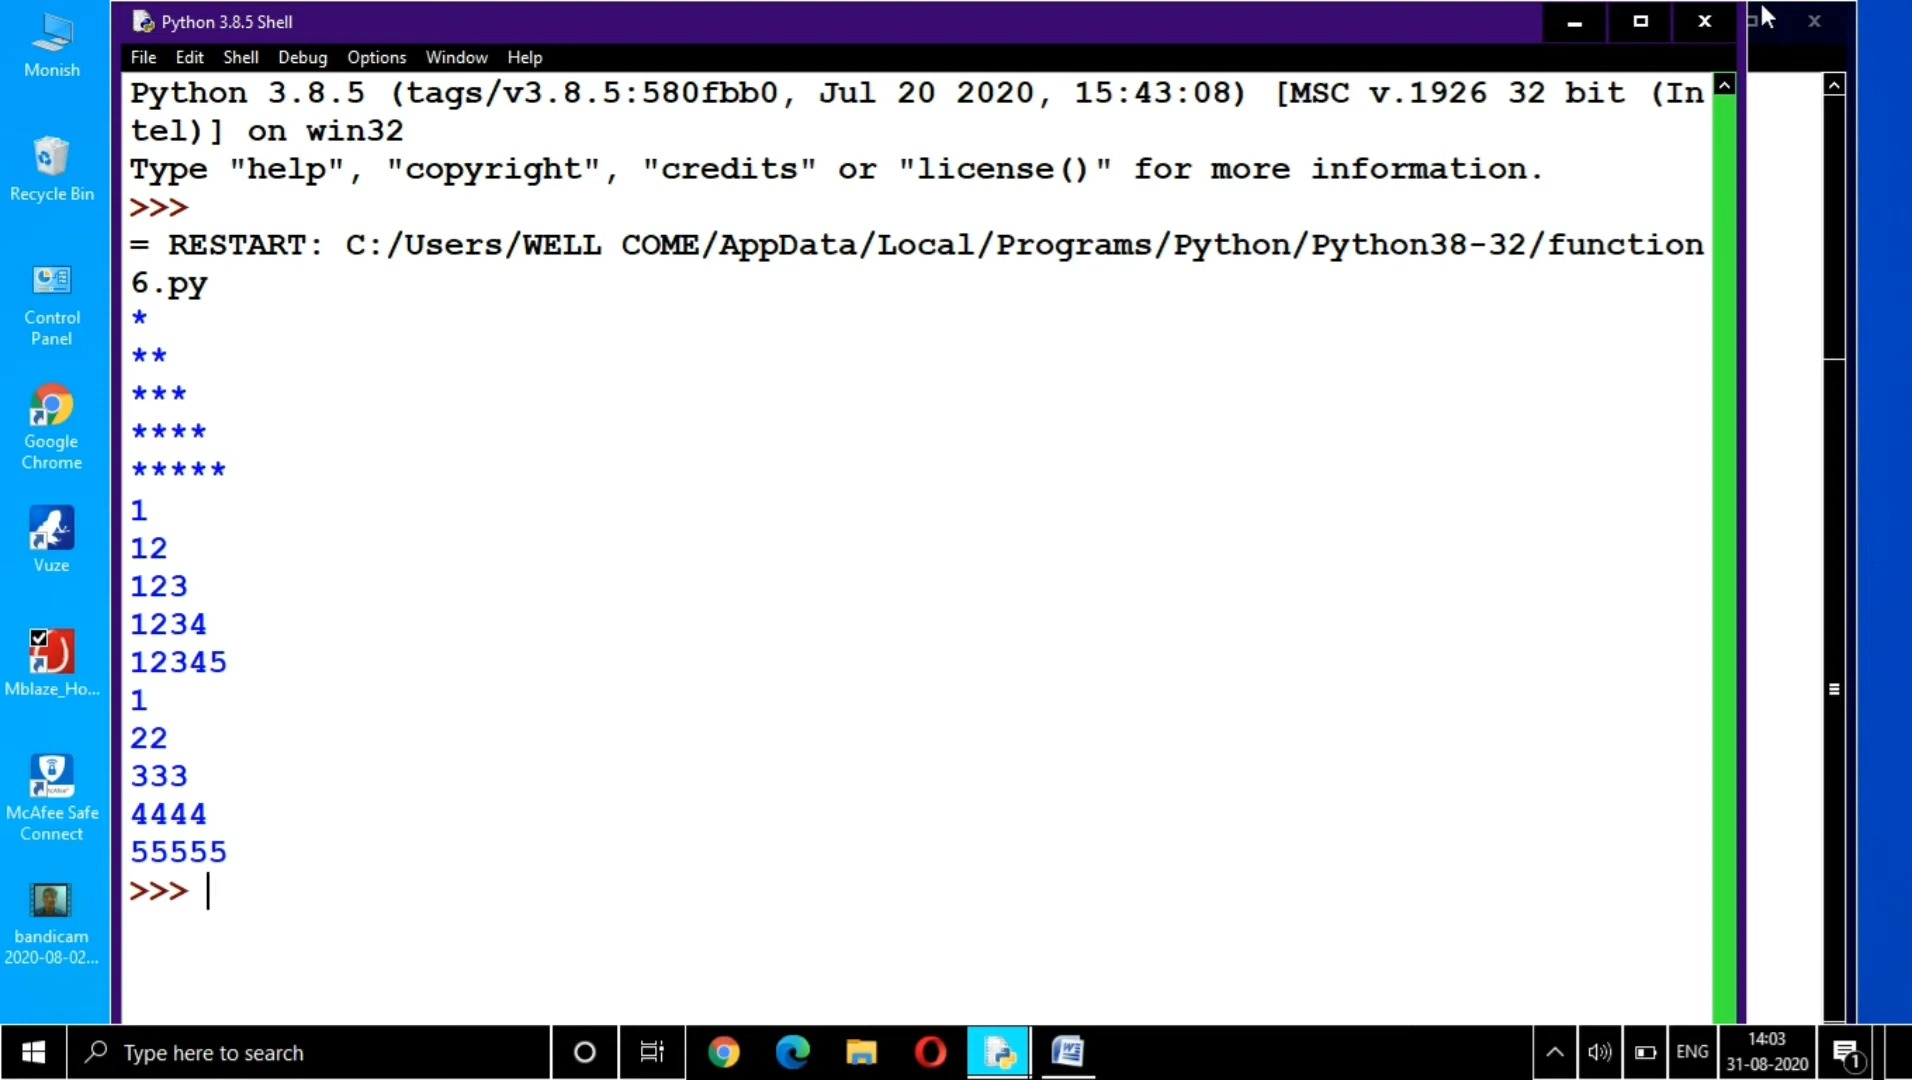 Monish
Recycle Bin
Control
Panel
Google
Chrome
Vuze
Mblaze_Ho...
McAfee Safe
Connect
bandicam
2020-08-02...
Python 3.8.5 Shell
File Edit Shell Debug Options Window Help
Python 3.8.5 (tags/v3.8.5:580fbb0, Jul 20 2020, 15:43:08) [MSC v.1926 32 bit (In
tel)] on win32
Type "help", "copyright", "credits" or "license()" for more information.
>>>
= RESTART: C:/Users/WELL COME/AppData/Local/Programs/Python/Python38-32/function
6.py
*
**
***
****
*****
1
12
123
1234
12345
1
22
333
4444
55555
>>>
Type here to search
ENG
14:03
31-08-2020
1